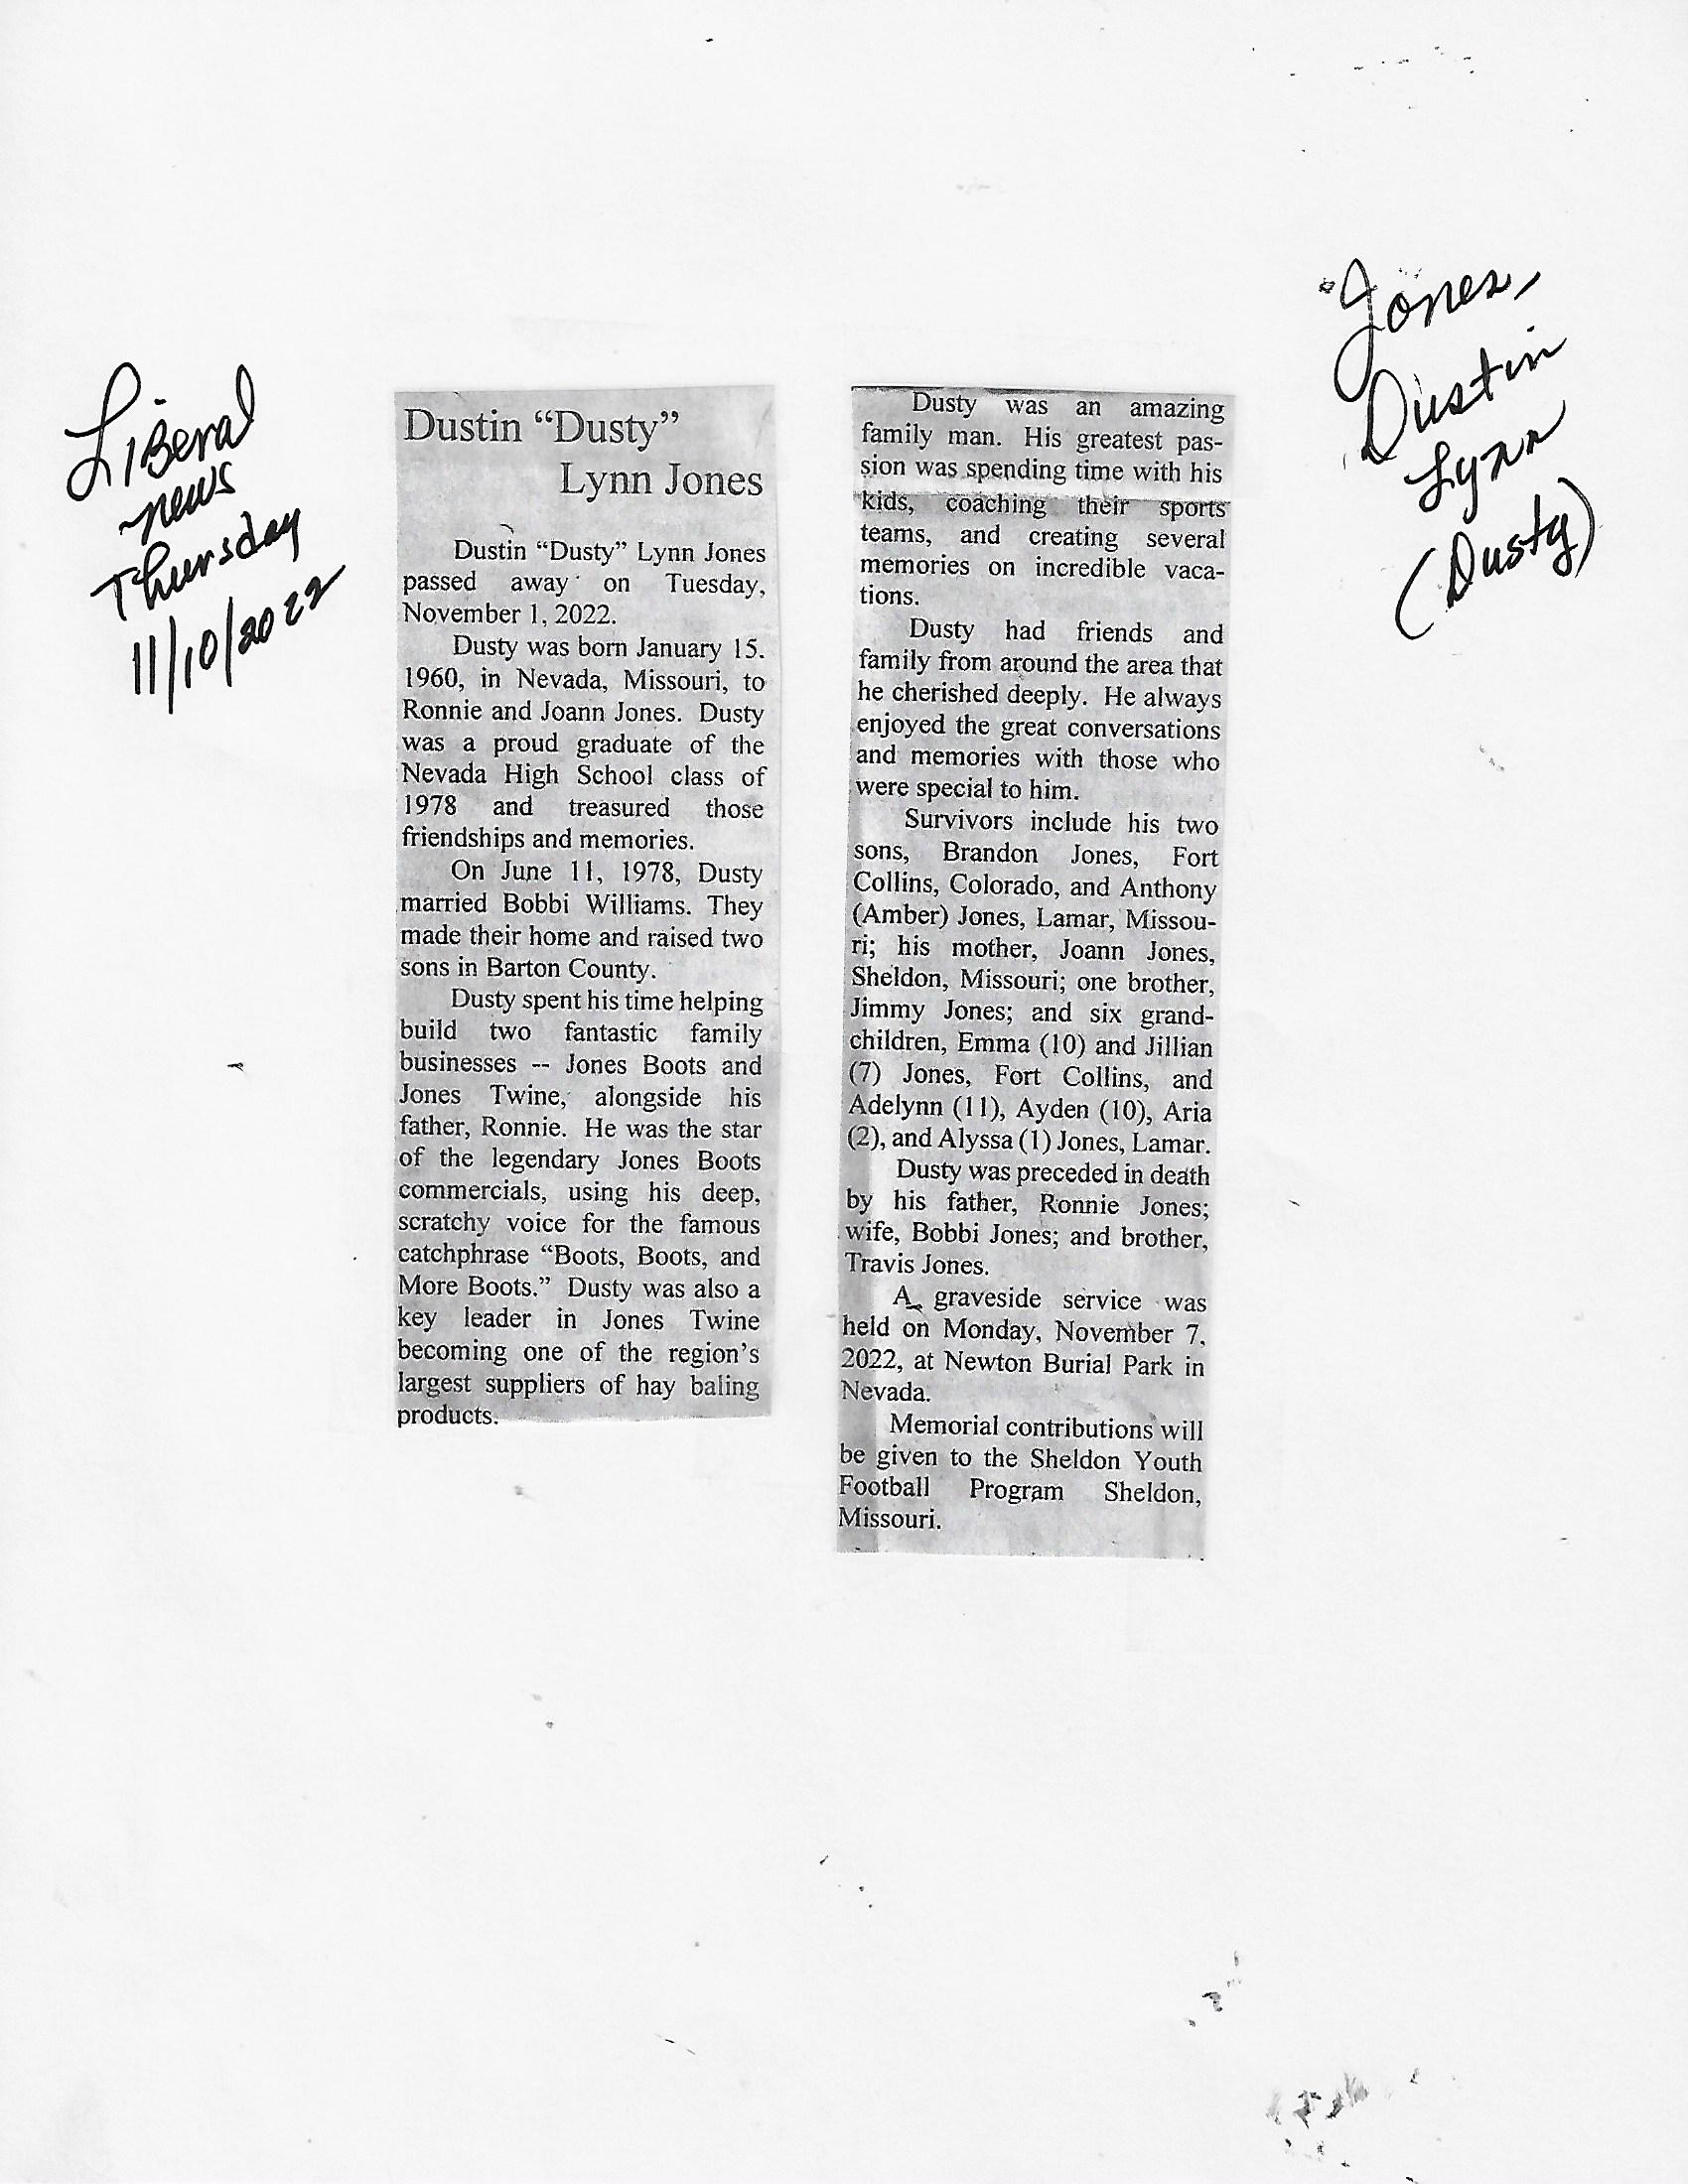 Liberal
news
Thursday
11/10/2022
Jones,
Dustin
Lynn
(Dusty)
Dustin “Dusty”
Lynn Jones
Dustin “Dusty” Lynn Jones
passed away on Tuesday,
November 1, 2022.
Dusty was born January 15.
1960, in Nevada, Missouri, to
Ronnie and Joann Jones. Dusty
was a proud graduate of the
Nevada High School class of
1978 and treasured those
friendships and memories.
On June 11, 1978, Dusty
married Bobbi Williams. They
made their home and raised two
sons in Barton County.
Dusty spent his time helping
build two fantastic family
businesses -- Jones Boots and
Jones Twine, alongside his
father, Ronnie. He was the star
of the legendary Jones Boots
commercials, using his deep,
scratchy voice for the famous
catchphrase “Boots, Boots, and
More Boots.” Dusty was also a
key leader in Jones Twine
becoming one of the region’s
largest suppliers of hay baling
products.
Dusty was an amazing
family man. His greatest pas-
sion was spending time with his
kids, coaching their sports
teams, and creating several
memories on incredible vaca-
tions.
Dusty had friends and
family from around the area that
he cherished deeply. He always
enjoyed the great conversations
and memories with those who
were special to him.
Survivors include his two
sons, Brandon Jones, Fort
Collins, Colorado, and Anthony
(Amber) Jones, Lamar, Missou-
ri; his mother, Joann Jones,
Sheldon, Missouri; one brother,
Jimmy Jones; and six grand-
children, Emma (10) and Jillian
(7) Jones, Fort Collins, and
Adelynn (11), Ayden (10), Aria
(2), and Alyssa (1) Jones, Lamar.
Dusty was preceded in death
by his father, Ronnie Jones;
wife, Bobbi Jones; and brother,
Travis Jones.
A graveside service was
held on Monday, November 7,
2022, at Newton Burial Park in
Nevada.
Memorial contributions will
be given to the Sheldon Youth
Football Program Sheldon,
Missouri.